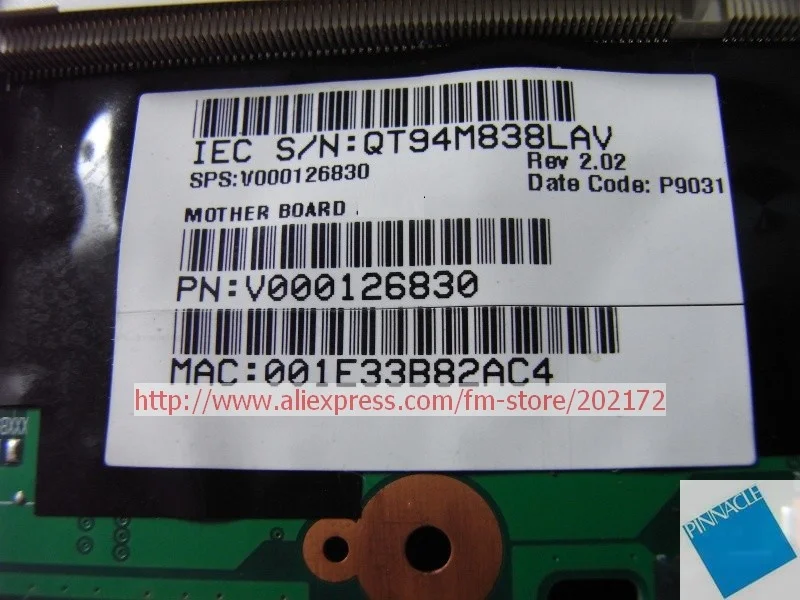 IEC S/N:QT94M838LAV
Rev 2.02
SPS:V000126830
Date Code: P9031
MOTHER BOARD
PN:V000126830
MAC:001E33B82AC4
http://www.aliexpress.com/fm-store/202172
PINNACLE